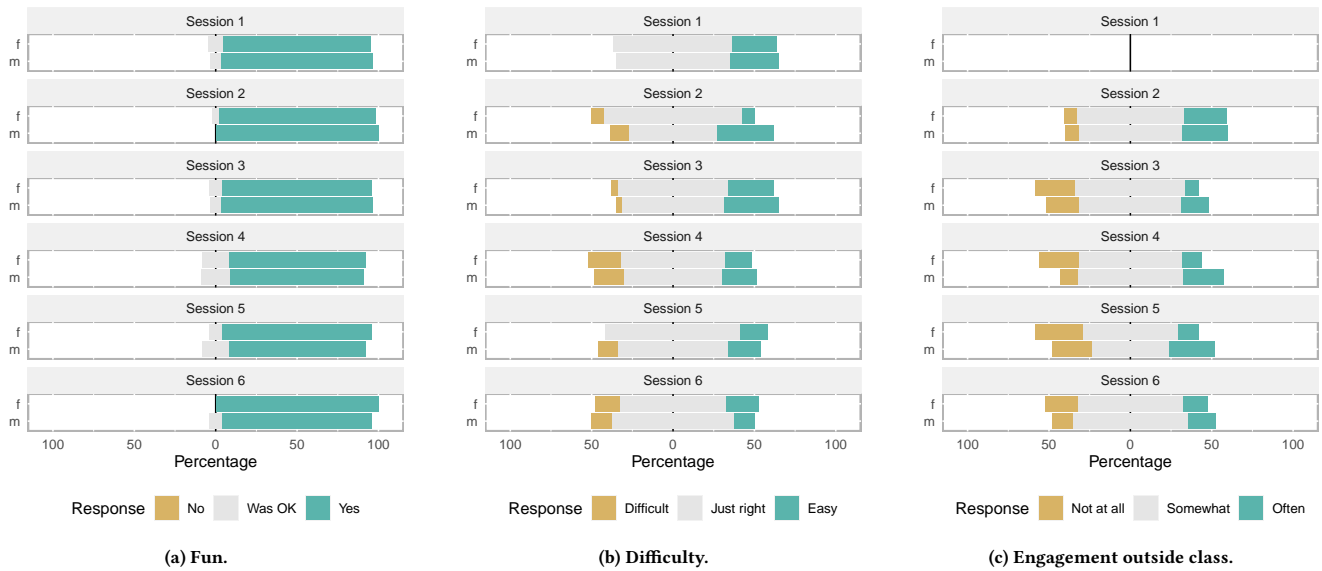 Session 1
f
m
Session 2
f
m
Session 3
f
m
Session 4
f
m
Session 5
f
m
Session 6
f
m
100 50 0 50 100
Percentage
Response No Was OK Yes
(a) Fun.
Session 1
f
m
Session 2
f
m
Session 3
f
m
Session 4
f
m
Session 5
f
m
Session 6
f
m
100 50 0 50 100
Percentage
Response Difficult Just right Easy
(b) Difficulty.
Session 1
f
m
Session 2
f
m
Session 3
f
m
Session 4
f
m
Session 5
f
m
Session 6
f
m
100 50 0 50 100
Percentage
Response Not at all Somewhat Often
(c) Engagement outside class.